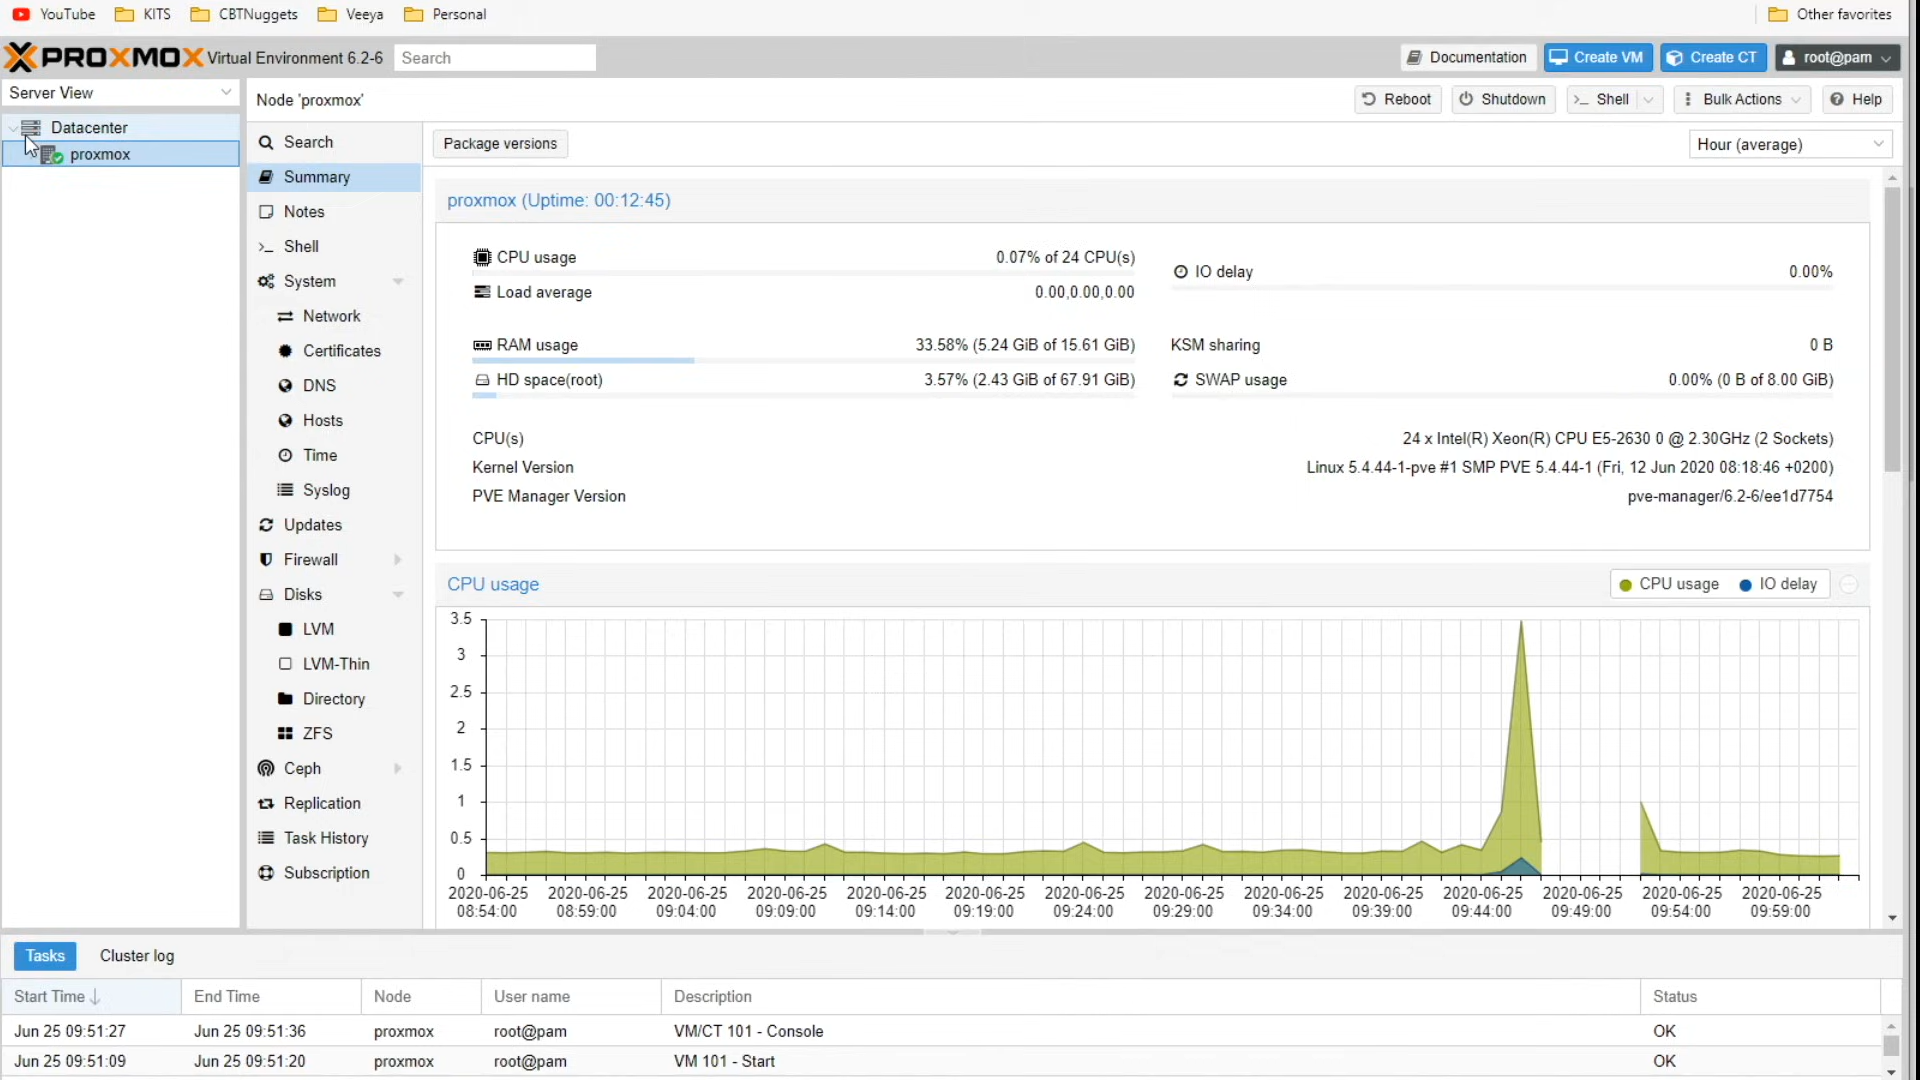 YouTube KITS CBTNuggets Veeya Personal Other favorites
PROXMOX Virtual Environment 6.2-6 Search Documentation Create VM Create CT root@pam
Server View
Node 'proxmox' Reboot Shutdown Shell Bulk Actions Help
Datacenter
proxmox
Search
Summary
Notes
Shell
System
Network
Certificates
DNS
Hosts
Time
Syslog
Updates
Firewall
Disks
LVM
LVM-Thin
Directory
ZFS
Ceph
Replication
Task History
Subscription
Package versions Hour (average)
proxmox (Uptime: 00:12:45)
CPU usage 0.07% of 24 CPU(s)
IO delay 0.00%
Load average 0.00,0.00,0.00
RAM usage 33.58% (5.24 GiB of 15.61 GiB) KSM sharing 0 B
HD space(root) 3.57% (2.43 GiB of 67.91 GiB) SWAP usage 0.00% (0 B of 8.00 GiB)
CPU(s) 24 x Intel(R) Xeon(R) CPU E5-2630 0 @ 2.30GHz (2 Sockets)
Kernel Version Linux 5.4.44-1-pve #1 SMP PVE 5.4.44-1 (Fri, 12 Jun 2020 08:18:46 +0200)
PVE Manager Version pve-manager/6.2-6/ee1d7754
CPU usage CPU usage IO delay
3.5
3
2.5
2
1.5
1
0.5
0
2020-06-25 2020-06-25 2020-06-25 2020-06-25 2020-06-25 2020-06-25 2020-06-25 2020-06-25 2020-06-25 2020-06-25 2020-06-25 2020-06-25 2020-06-25 2020-06-25
08:54:00 08:59:00 09:04:00 09:09:00 09:14:00 09:19:00 09:24:00 09:29:00 09:34:00 09:39:00 09:44:00 09:49:00 09:54:00 09:59:00
Tasks Cluster log
Start Time End Time Node User name Description Status
Jun 25 09:51:27 Jun 25 09:51:36 proxmox root@pam VM/CT 101 - Console OK
Jun 25 09:51:09 Jun 25 09:51:20 proxmox root@pam VM 101 - Start OK